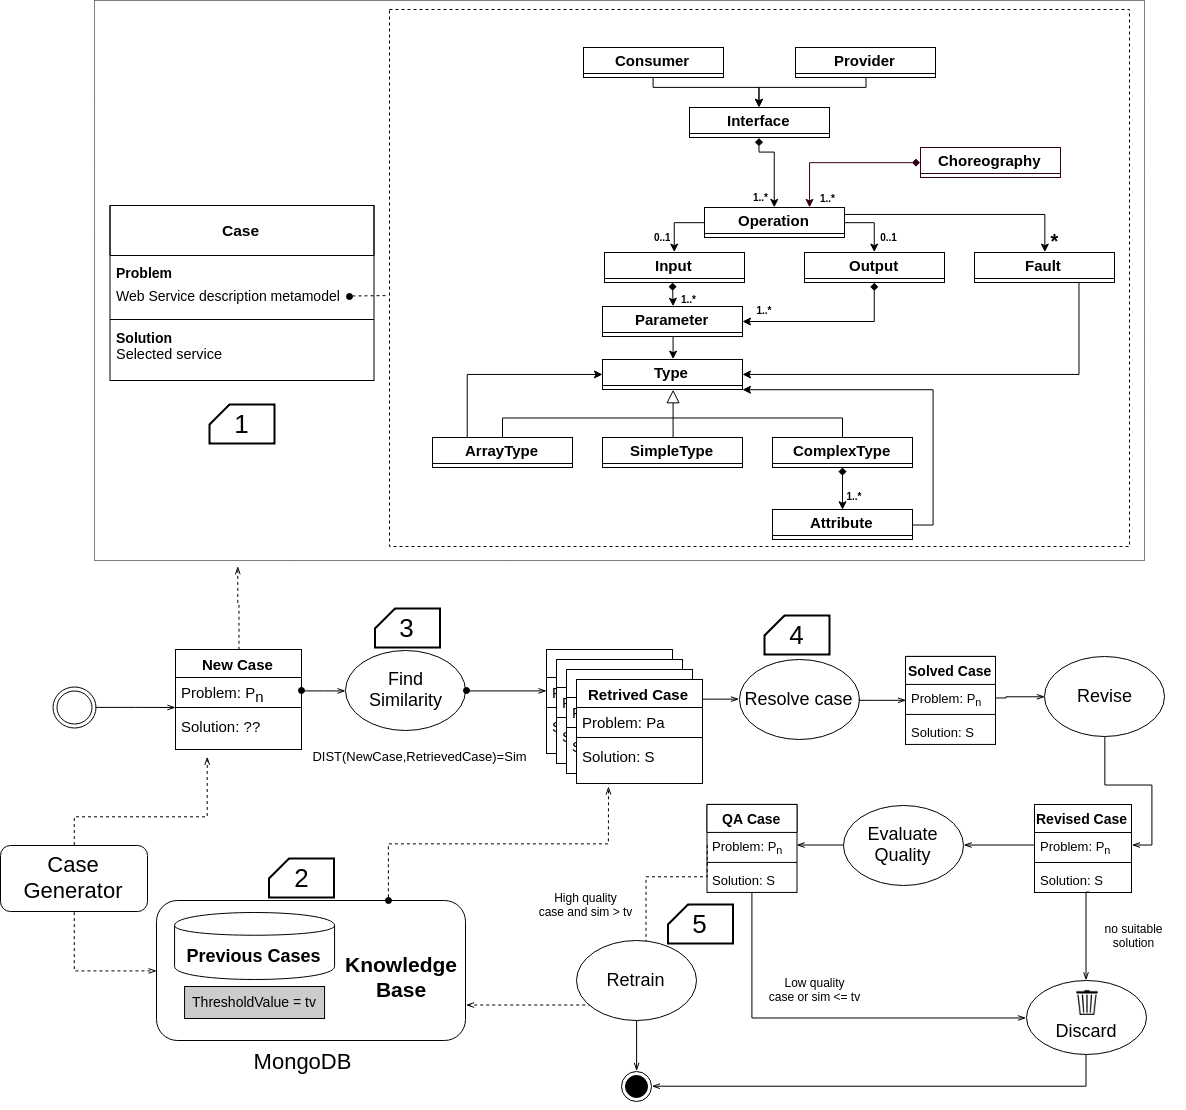 Consumer
Provider
Interface
Choreography
1..*
1..*
Operation
Case
0..1
0..1
*
Input
Output
Fault
Problem
Web Service description metamodel
1..*
1..*
Parameter
Solution
Selected service
Type
1
ArrayType
SimpleType
ComplexType
1..*
Attribute
3
4
New Case
Problem: Pn
Solution: ??
Find
Similarity
DIST(NewCase,RetrievedCase)=Sim
Retrived Case
Problem: Pa
Solution: S
Resolve case
Solved Case
Problem: Pn
Solution: S
Revise
QA Case
Problem: Pn
Solution: S
Evaluate
Quality
Revised Case
Problem: Pn
Solution: S
Case
Generator
2
High quality
case and sim > tv
5
no suitable
solution
Previous Cases
Knowledge
Base
ThresholdValue = tv
Retrain
Low quality
case or sim <= tv
Discard
MongoDB